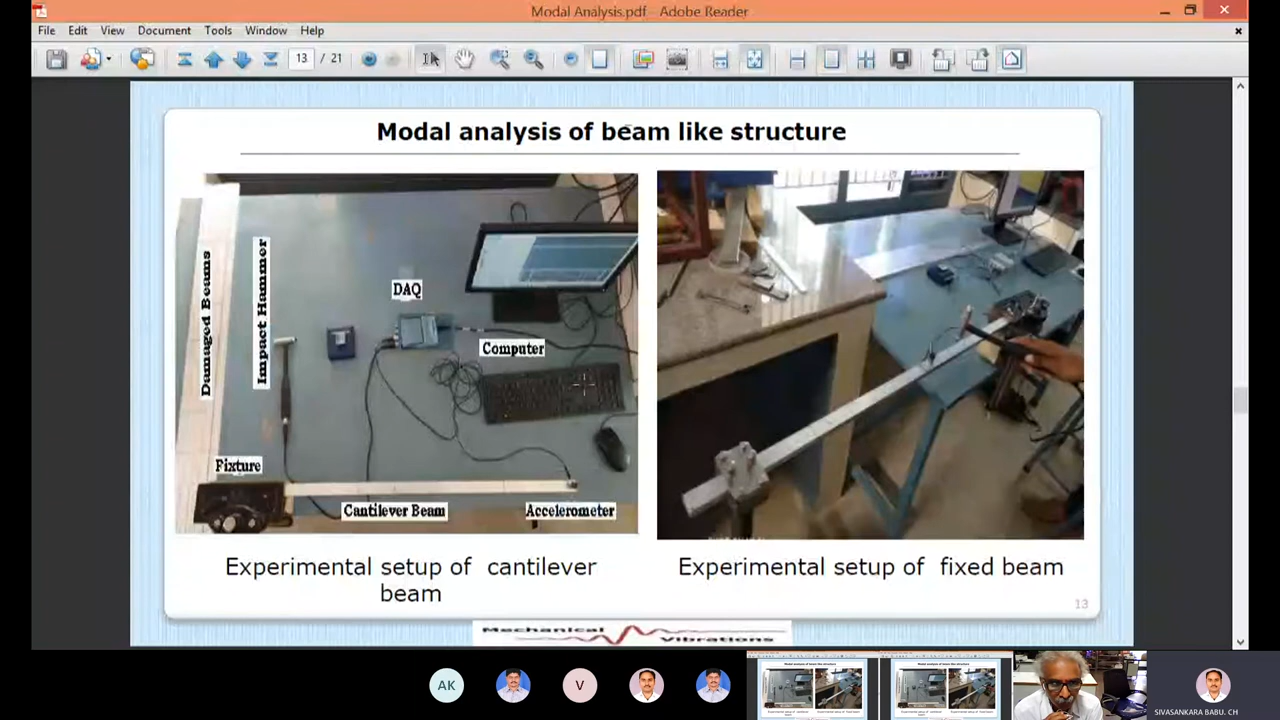 Modal Analysis.pdf - Adobe Reader
File Edit View Document Tools Window Help
13 / 21
Modal analysis of beam like structure
Damaged Beams
Impact Hammer
DAQ
Computer
Fixture
Cantilever Beam
Accelerometer
Experimental setup of cantilever
beam
Experimental setup of fixed beam
13
Mechanical Vibrations
AK
V
SIVASANKARA BABU. CH